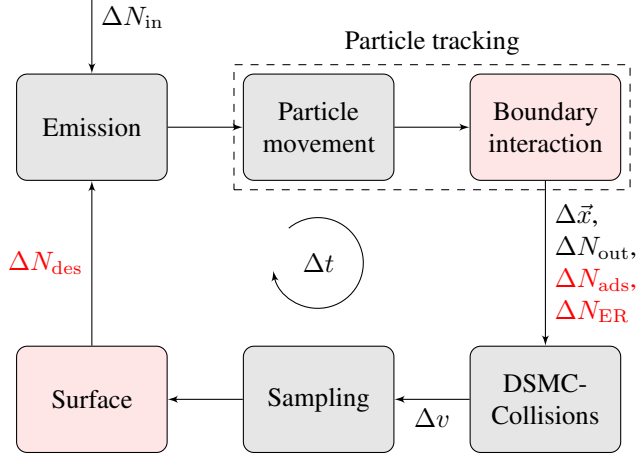 ΔN_in
Particle tracking
Emission
Particle
movement
Boundary
interaction
Δx⃗,
ΔN_out,
ΔN_ads,
ΔN_ER
ΔN_des
Δt
Surface
Sampling
Δv
DSMC-
Collisions